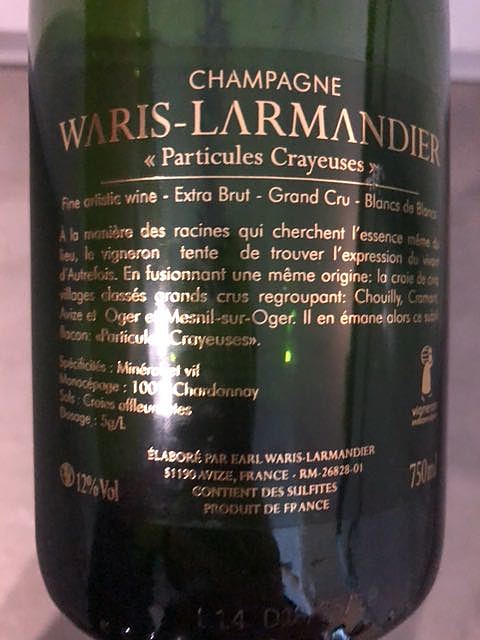 CHAMPAGNE
WARIS-LARMANDIER
« Particules Crayeuses »
Fine artistic wine - Extra Brut - Grand Cru - Blancs de Blancs
À la manière des racines qui cherchent l'essence même du
lieu, le vigneron tente de trouver l'expression du
d'Autrefois. En fusionnant une même origine: la craie de cinq
villages classés grands crus regroupant: Chouilly, Cramant,
Avize et Oger et Mesnil-sur-Oger. Il en émane alors ce subtil
flacon: «Particules Crayeuses».
Spécificités : Minéral et vif
Monocépage : 100% Chardonnay
Sols : Craies affleurantes
Dosage : 5g/L
vignerons
ÉLABORÉ PAR EARL WARIS-LARMANDIER
51190 AVIZE, FRANCE - RM-26828-01
CONTIENT DES SULFITES
PRODUIT DE FRANCE
12%Vol
750ml